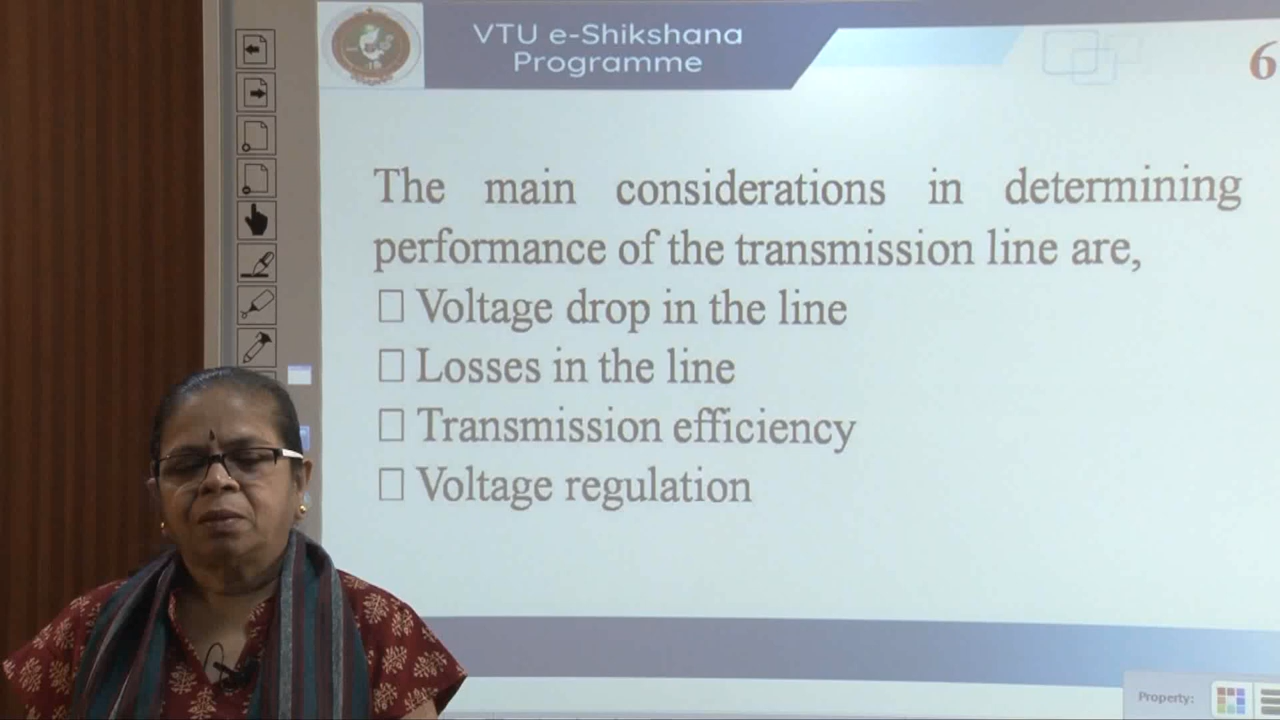 VTU e-Shikshana
Programme
6
The main considerations in determining
performance of the transmission line are,
Voltage drop in the line
Losses in the line
Transmission efficiency
Voltage regulation
Property: